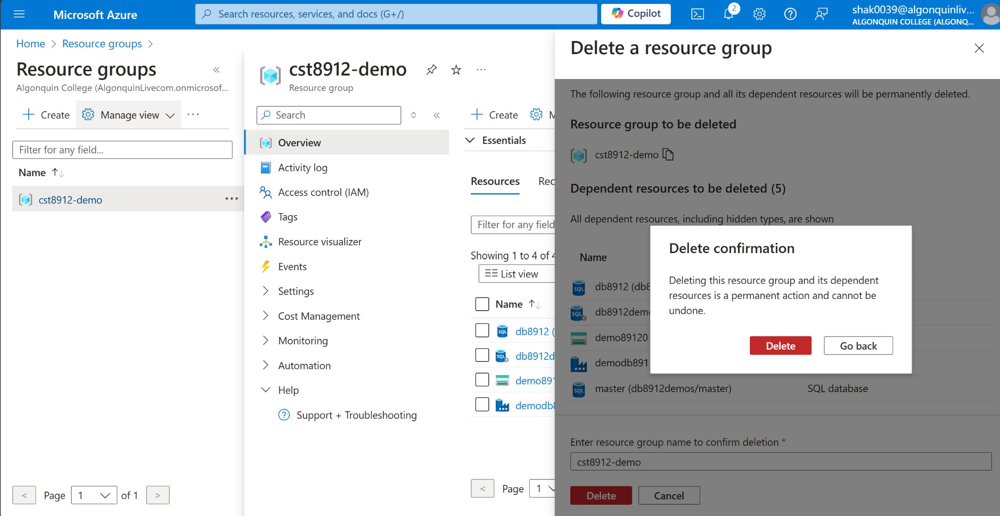 Microsoft Azure
Search resources, services, and docs (G+/)
Copilot
2
shak0039@algonquinliv...
ALGONQUIN COLLEGE (ALGONQ...
Home > Resource groups >
Resource groups
Algonquin College (AlgonquinLivecom.onmicrosof...
Create
Manage view
Filter for any field...
Name
cst8912-demo
< Page 1 of 1 >
cst8912-demo
Resource group
Search
Overview
Activity log
Access control (IAM)
Tags
Resource visualizer
Events
Settings
Cost Management
Monitoring
Automation
Help
Support + Troubleshooting
Create M
Essentials
Resources Rec
Filter for any field
Showing 1 to 4 of 4
List view
Name
SQL db8912 (
SQL db8912d
demo891
demodb8
< Page 1
Delete a resource group
The following resource group and all its dependent resources will be permanently deleted.
Resource group to be deleted
cst8912-demo
Dependent resources to be deleted (5)
All dependent resources, including hidden types, are shown
Name
SQL db8912 (db8
SQL db8912dem
demo89120
demodb891
SQL master (db8912demos/master) SQL database
Delete confirmation
Deleting this resource group and its dependent
resources is a permanent action and cannot be
undone.
Delete Go back
Enter resource group name to confirm deletion *
cst8912-demo
Delete Cancel